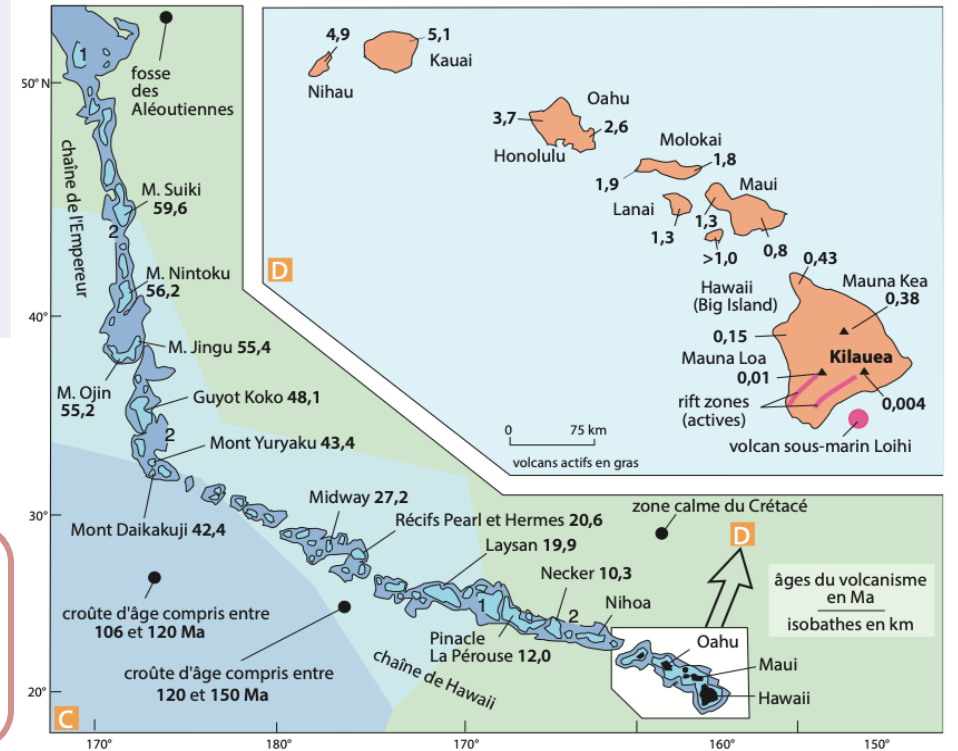 1
50° N
fosse
des
Aléoutiennes
chaîne de l'Empereur
M. Suiki
59,6
2
M. Nintoku
56,2
40°
M. Jingu 55,4
M. Ojin
55,2
Guyot Koko 48,1
2
Mont Yuryaku 43,4
Mont Daikakuji 42,4
30°
Midway 27,2
Récifs Pearl et Hermes 20,6
Laysan 19,9
Necker 10,3
Nihoa
1
2
Pinacle
La Pérouse 12,0
chaîne de Hawaii
croûte d'âge compris entre
106 et 120 Ma
croûte d'âge compris entre
120 et 150 Ma
20°
C
170°
180°
170°
160°
150°
zone calme du Crétacé
D
âges du volcanisme
en Ma
isobathes en km
Oahu
Maui
Hawaii
4,9
Nihau
5,1
Kauai
Oahu
3,7
2,6
Honolulu
Molokai
1,8
1,9
Lanai
1,3
Maui
1,3
0,8
>1,0
D
Hawaii
(Big Island)
0,43
Mauna Kea
0,38
0,15
Mauna Loa
0,01
Kilauea
0,004
rift zones
(actives)
volcan sous-marin Loihi
0
75 km
volcans actifs en gras